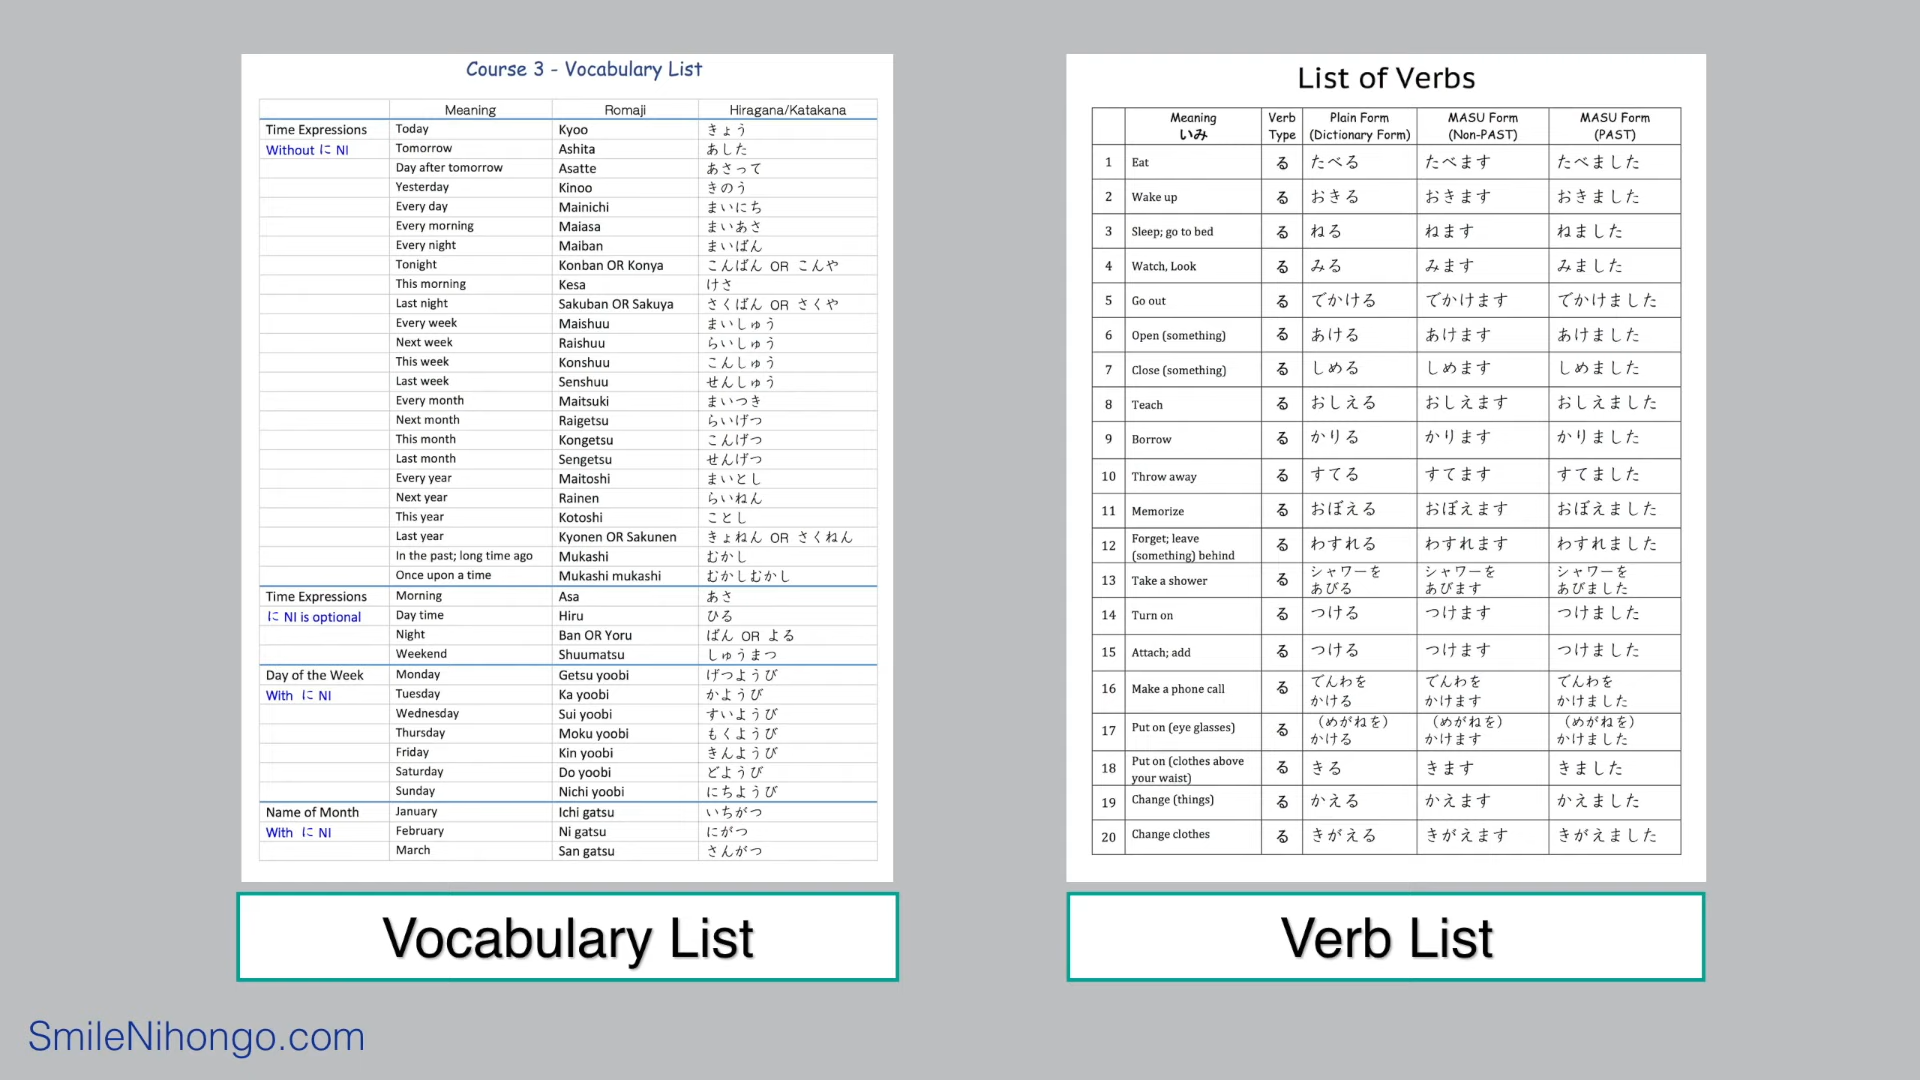 Course 3 - Vocabulary List
Meaning Romaji Hiragana/Katakana
Time Expressions Today Kyoo きょう
Without に NI Tomorrow Ashita あした
Day after tomorrow Asatte あさって
Yesterday Kinoo きのう
Every day Mainichi まいにち
Every morning Maiasa まいあさ
Every night Maiban まいばん
Tonight Konban OR Konya こんばん OR こんや
This morning Kesa けさ
Last night Sakuban OR Sakuya さくばん OR さくや
Every week Maishuu まいしゅう
Next week Raishuu らいしゅう
This week Konshuu こんしゅう
Last week Senshuu せんしゅう
Every month Maitsuki まいつき
Next month Raigetsu らいげつ
This month Kongetsu こんげつ
Last month Sengetsu せんげつ
Every year Maitoshi まいとし
Next year Rainen らいねん
This year Kotoshi ことし
Last year Kyonen OR Sakunen きょねん OR さくねん
In the past; long time ago Mukashi むかし
Once upon a time Mukashi mukashi むかしむかし
Time Expressions Morning Asa あさ
に NI is optional Day time Hiru ひる
Night Ban OR Yoru ばん OR よる
Weekend Shuumatsu しゅうまつ
Day of the Week Monday Getsu yoobi げつようび
With に NI Tuesday Ka yoobi かようび
Wednesday Sui yoobi すいようび
Thursday Moku yoobi もくようび
Friday Kin yoobi きんようび
Saturday Do yoobi どようび
Sunday Nichi yoobi にちようび
Name of Month January Ichi gatsu いちがつ
With に NI February Ni gatsu にがつ
March San gatsu さんがつ
Vocabulary List
List of Verbs
Meaning Verb Plain Form MASU Form MASU Form
いみ Type (Dictionary Form) (Non-PAST) (PAST)
1 Eat る たべる たべます たべました
2 Wake up る おきる おきます おきました
3 Sleep; go to bed る ねる ねます ねました
4 Watch, Look る みる みます みました
5 Go out る でかける でかけます でかけました
6 Open (something) る あける あけます あけました
7 Close (something) る しめる しめます しめました
8 Teach る おしえる おしえます おしえました
9 Borrow る かりる かります かりました
10 Throw away る すてる すてます すてました
11 Memorize る おぼえる おぼえます おぼえました
12 Forget; leave る わすれる わすれます わすれました
(something) behind
13 Take a shower る シャワーを シャワーを シャワーを
あびる あびます あびました
14 Turn on る つける つけます つけました
15 Attach; add る つける つけます つけました
16 Make a phone call る でんわを でんわを でんわを
かける かけます かけました
17 Put on (eye glasses) る （めがねを） （めがねを） （めがねを）
かける かけます かけました
18 Put on (clothes above る きる きます きました
your waist)
19 Change (things) る かえる かえます かえました
20 Change clothes る きがえる きがえます きがえました
Verb List
SmileNihongo.com